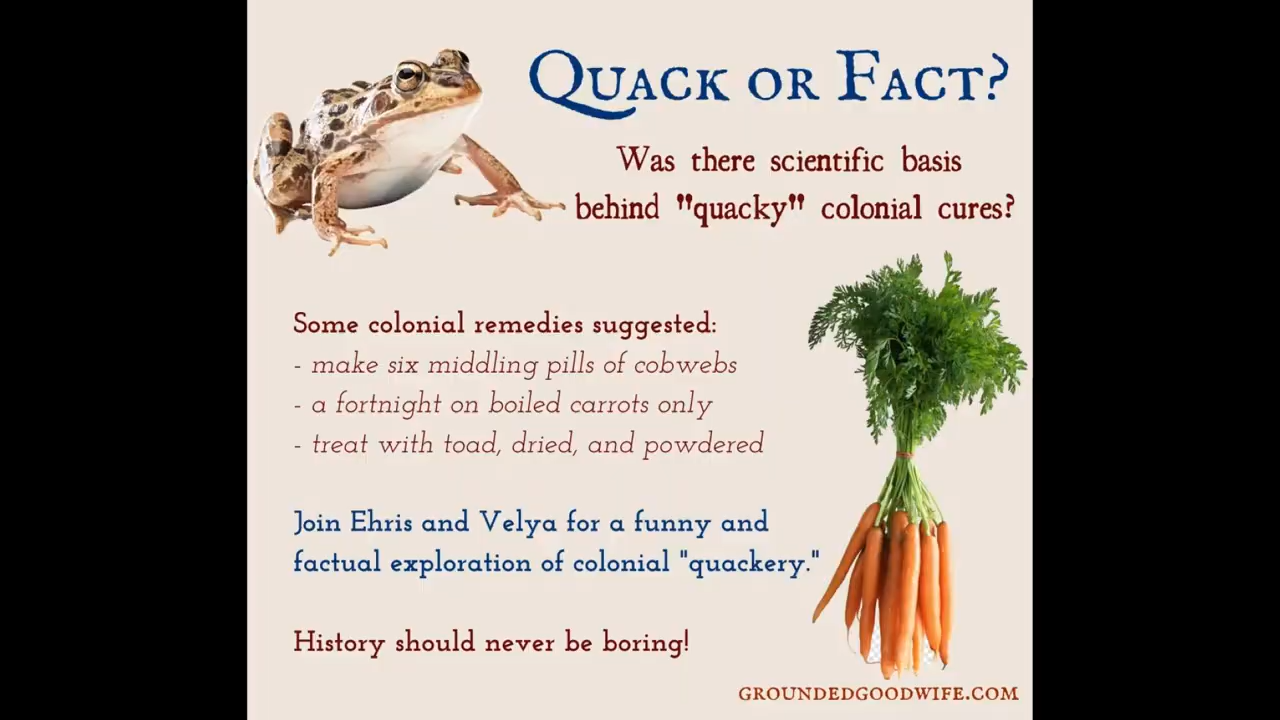 Quack or Fact?
Was there scientific basis
behind "quacky" colonial cures?
Some colonial remedies suggested:
- make six middling pills of cobwebs
- a fortnight on boiled carrots only
- treat with toad, dried, and powdered
Join Ehris and Velya for a funny and
factual exploration of colonial "quackery."
History should never be boring!
GROUNDEDGOODWIFE.COM